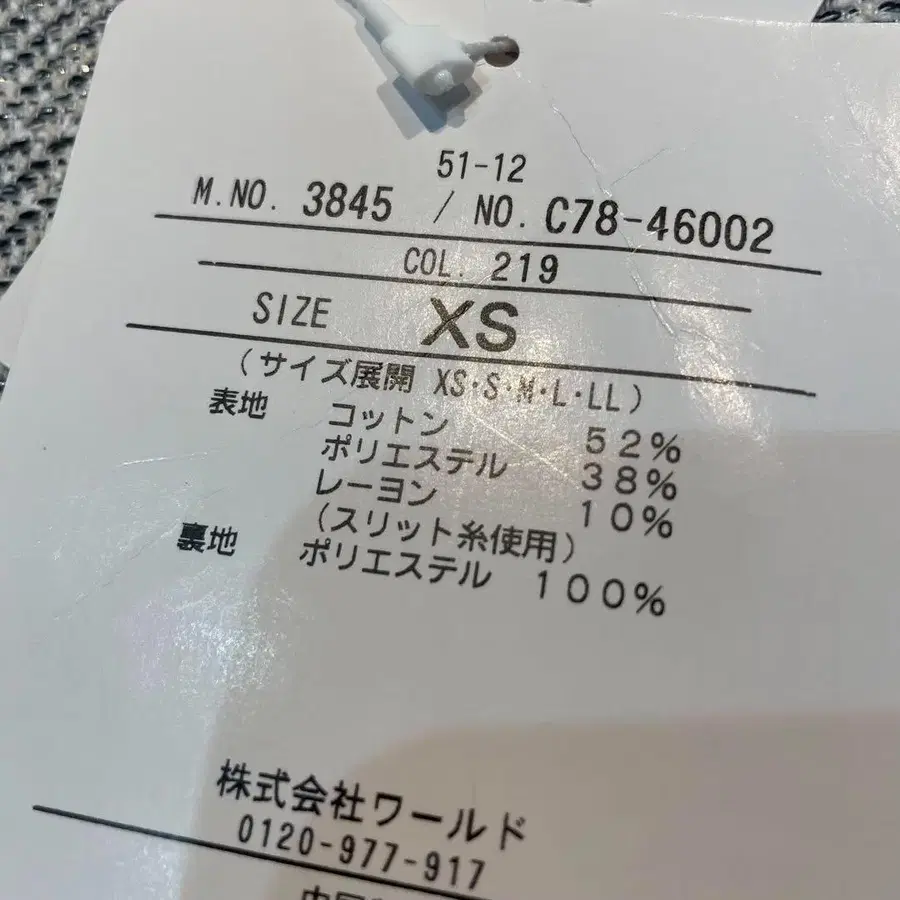 51-12
M.NO. 3845 / NO. C78-46002
COL. 219
SIZE XS
(サイズ展開 XS・S・M・L・LL)
表地 コットン 52%
ポリエステル 38%
レーヨン 10%
(スリット糸使用)
裏地 ポリエステル 100%
株式会社ワールド
0120-977-917